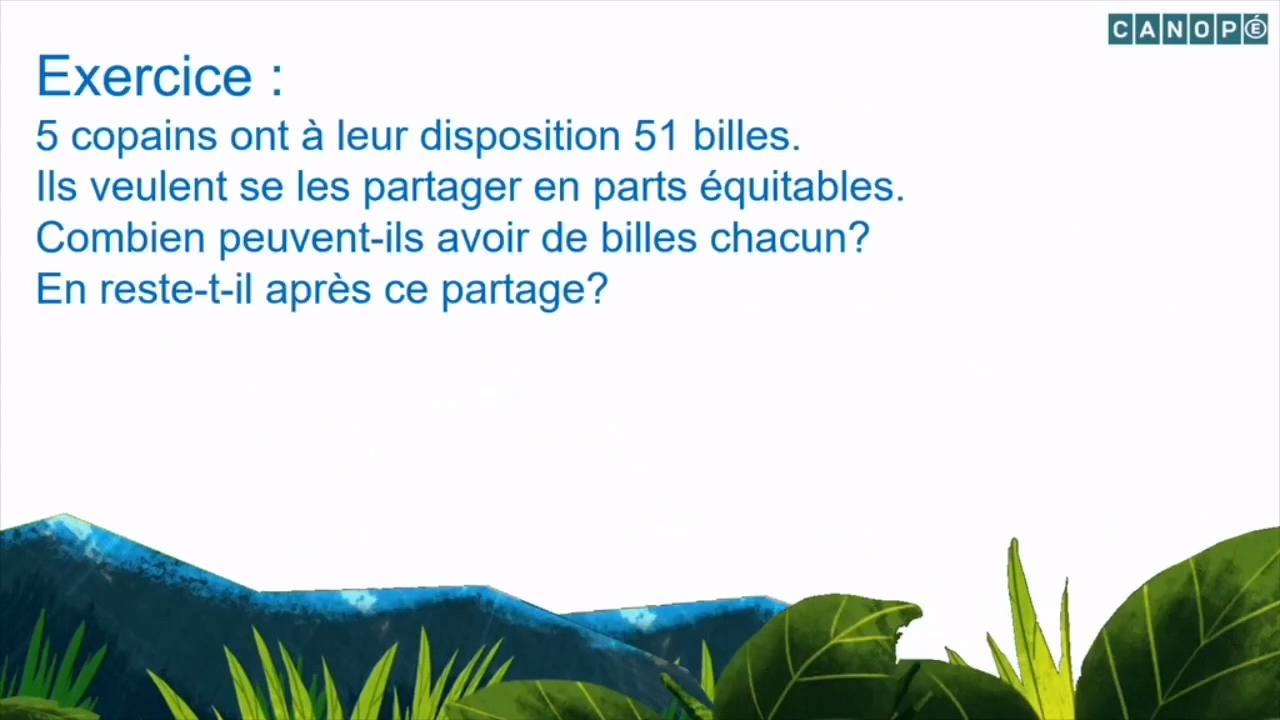 CANOPÉ
Exercice :
5 copains ont à leur disposition 51 billes.
Ils veulent se les partager en parts équitables.
Combien peuvent-ils avoir de billes chacun?
En reste-t-il après ce partage?